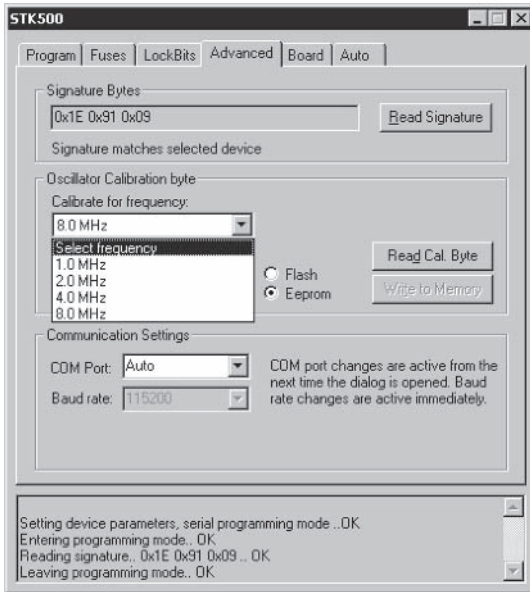 STK500
Program Fuses LockBits Advanced Board Auto
Signature Bytes
0x1E 0x91 0x09
Read Signature
Signature matches selected device
Oscillator Calibration byte
Calibrate for frequency:
8.0 MHz
Select frequency
1.0 MHz
2.0 MHz
4.0 MHz
8.0 MHz
Flash
Eeprom
Read Cal. Byte
Write to Memory
Communication Settings
COM Port: Auto
Baud rate: 115200
COM port changes are active from the
next time the dialog is opened. Baud
rate changes are active immediately.
Setting device parameters, serial programming mode ..OK
Entering programming mode.. OK
Reading signature.. 0x1E 0x91 0x09 .. OK
Leaving programming mode.. OK